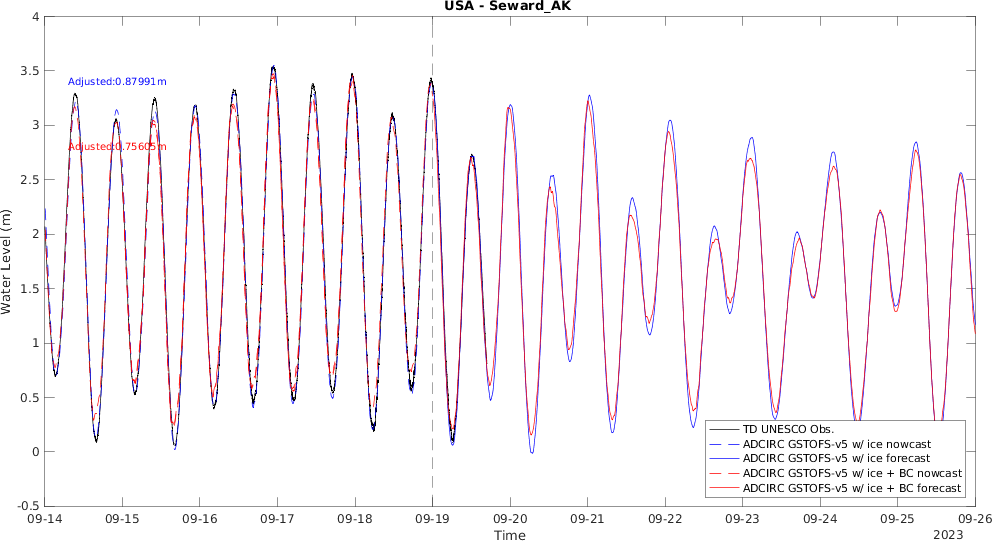 USA - Seward_AK
4
3.5
3
2.5
2
1.5
1
0.5
0
-0.5
Water Level (m)
Adjusted:0.87991m
Adjusted:0.75605m
TD UNESCO Obs.
ADCIRC GSTOFS-v5 w/ ice nowcast
ADCIRC GSTOFS-v5 w/ ice forecast
ADCIRC GSTOFS-v5 w/ ice + BC nowcast
ADCIRC GSTOFS-v5 w/ ice + BC forecast
09-14 09-15 09-16 09-17 09-18 09-19 09-20 09-21 09-22 09-23 09-24 09-25 09-26
Time
2023